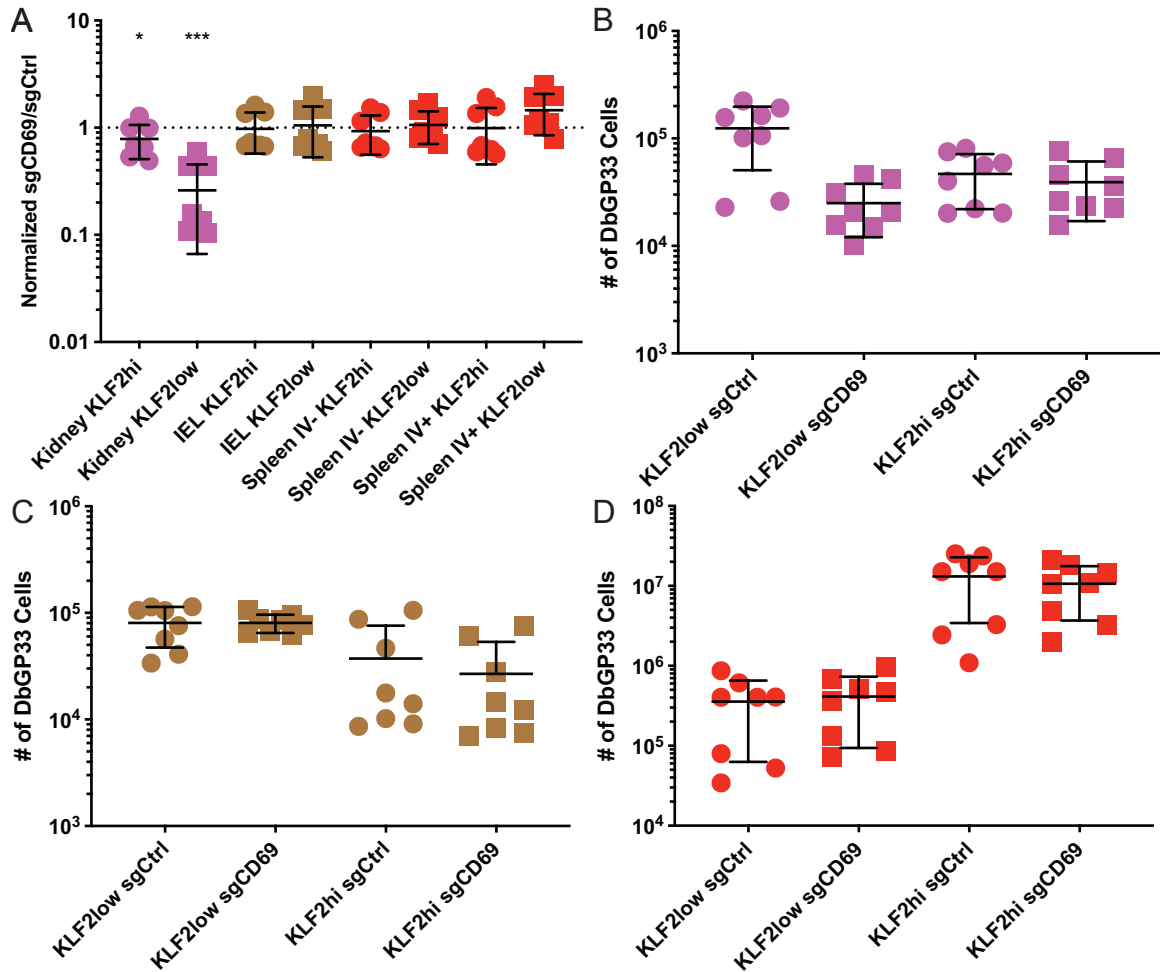 A
Normalized sgCD69/sgCtrl
10
1
0.1
0.01
* ***
Kidney KLF2hi
Kidney KLF2low
IEL KLF2hi
IEL KLF2low
Spleen IV- KLF2hi
Spleen IV- KLF2low
Spleen IV+ KLF2hi
Spleen IV+ KLF2low
B
# of DbGP33 Cells
10⁶
10⁵
10⁴
10³
KLF2low sgCtrl
KLF2low sgCD69
KLF2hi sgCtrl
KLF2hi sgCD69
C
# of DbGP33 Cells
10⁶
10⁵
10⁴
10³
KLF2low sgCtrl
KLF2low sgCD69
KLF2hi sgCtrl
KLF2hi sgCD69
D
# of DbGP33 Cells
10⁸
10⁷
10⁶
10⁵
10⁴
KLF2low sgCtrl
KLF2low sgCD69
KLF2hi sgCtrl
KLF2hi sgCD69